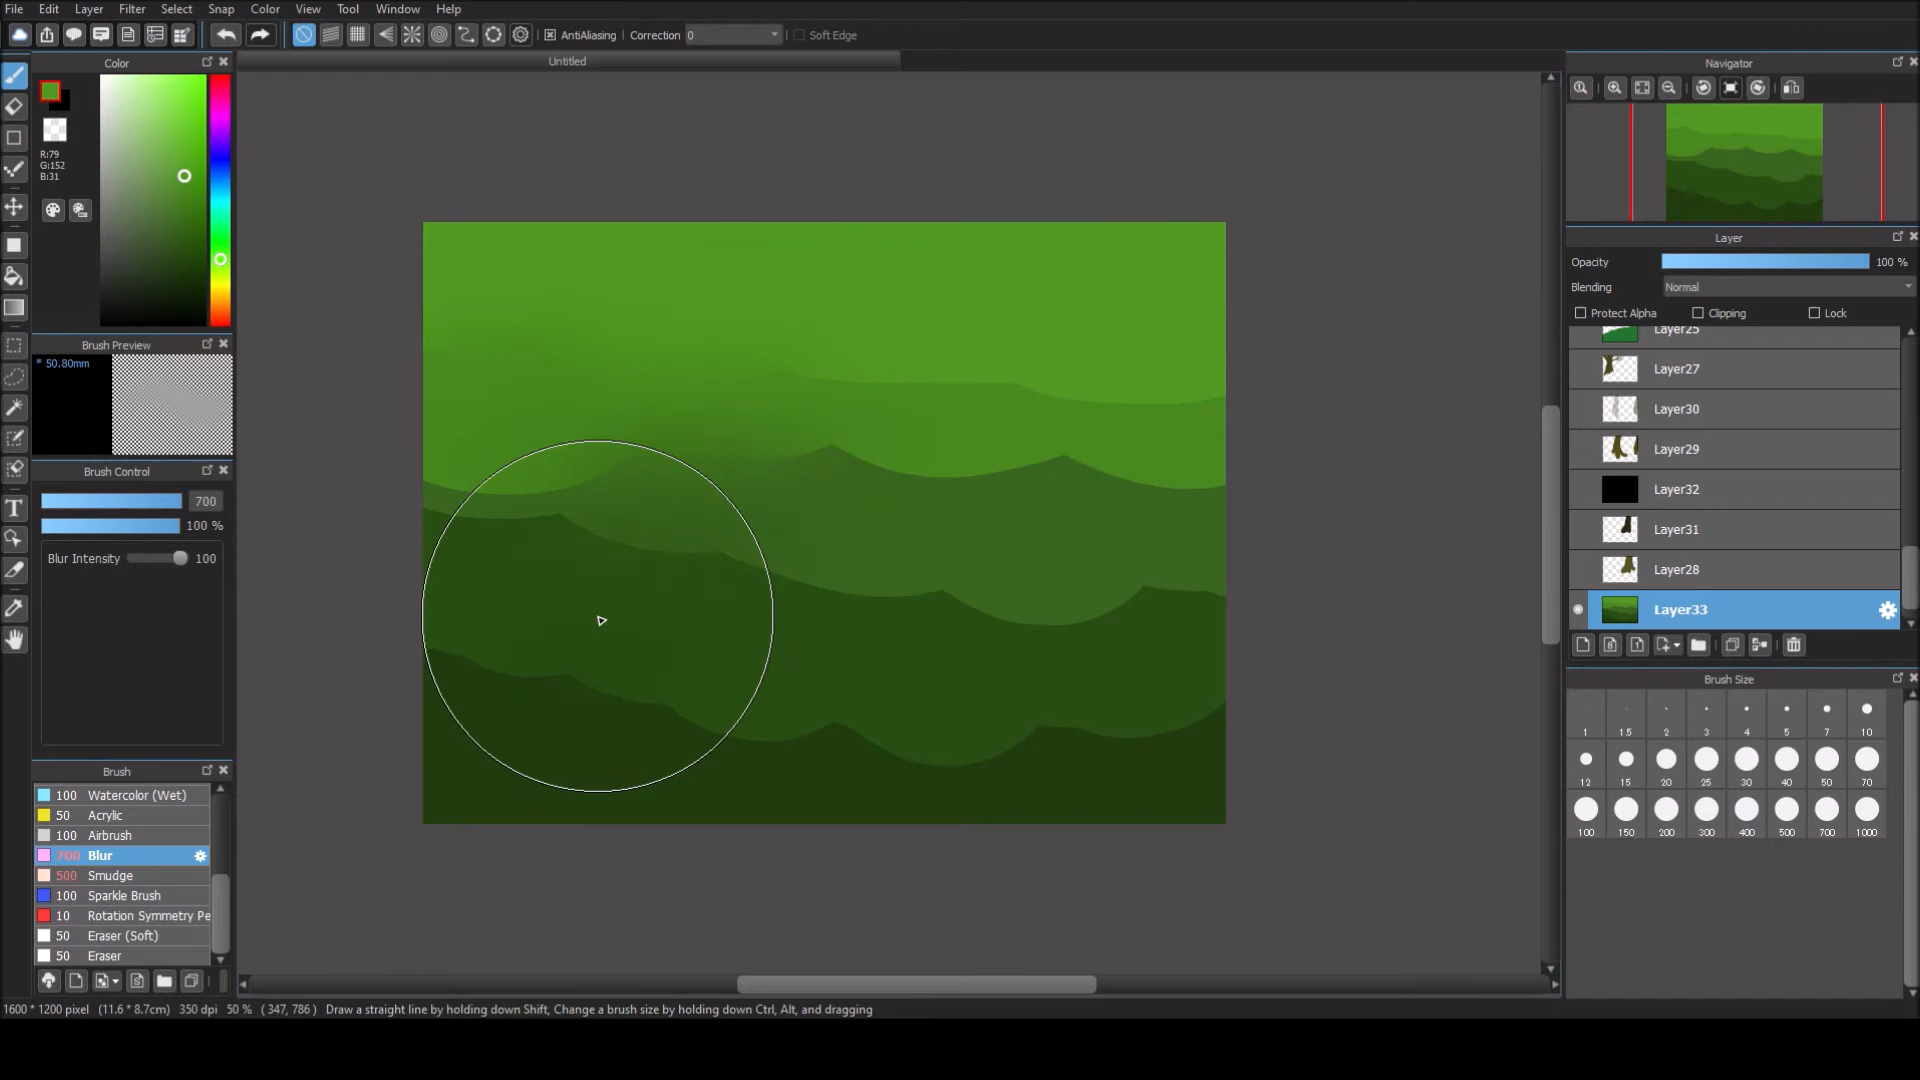 File Edit Layer Filter Select Snap Color View Tool Window Help
AntiAliasing Correction 0 Soft Edge
Color
Untitled
Navigator
R:79
G:152
B:31
Brush Preview
* 50.80mm
Brush Control
700
100 %
Blur Intensity 100
Brush
100 Watercolor (Wet)
50 Acrylic
100 Airbrush
700 Blur
500 Smudge
100 Sparkle Brush
10 Rotation Symmetry Pe
50 Eraser (Soft)
50 Eraser
Layer
Opacity 100 %
Blending Normal
Protect Alpha Clipping Lock
Layer25
Layer27
Layer30
Layer29
Layer32
Layer31
Layer28
Layer33
Brush Size
1 1.5 2 3 4 5 7 10
12 15 20 25 30 40 50 70
100 150 200 300 400 500 700 1000
1600 * 1200 pixel (11.6 * 8.7cm) 350 dpi 50 % ( 347, 786 ) Draw a straight line by holding down Shift, Change a brush size by holding down Ctrl, Alt, and dragging